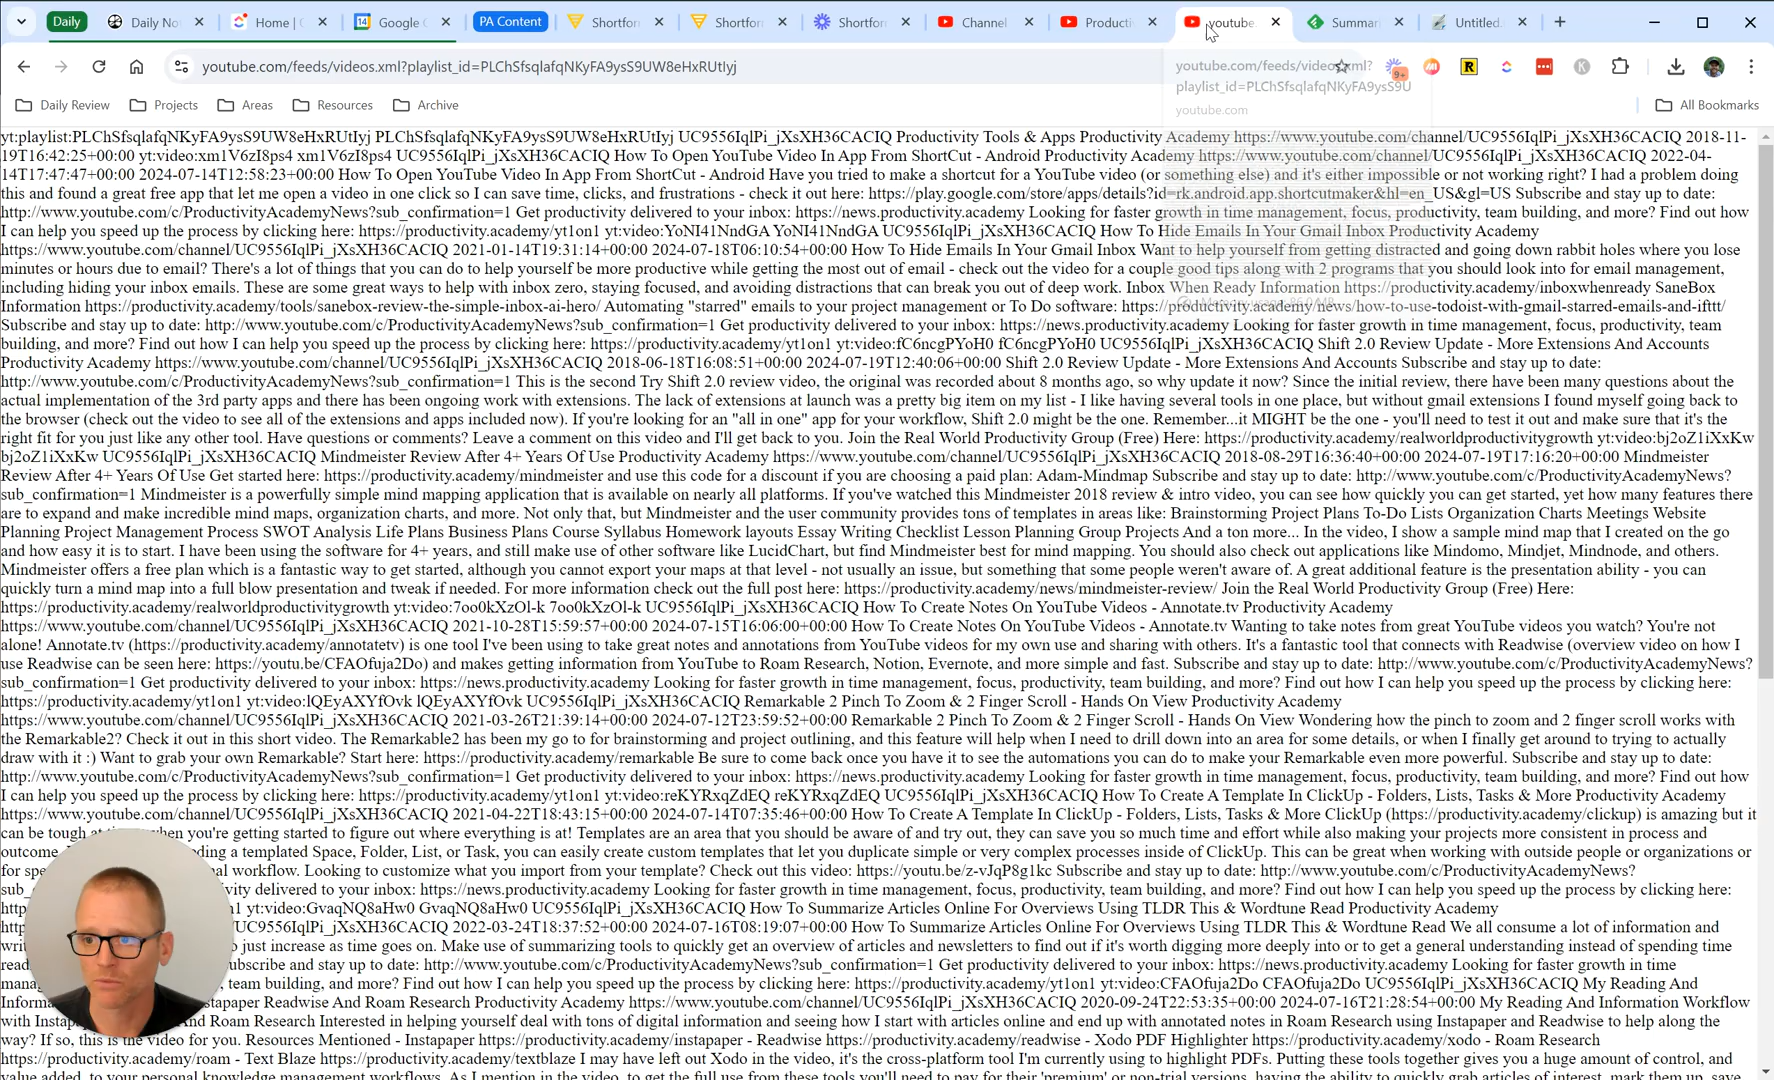 Daily
Daily No
Home | C
Google C
PA Content
Shortfor
Shortfor
Shortfor
Channel
Producti
youtube.
Summar
Untitled
youtube.com/feeds/videos.xml?playlist_id=PLChSfsqlafqNKyFA9ysS9UW8eHxRUtIyj
9+
youtube.com/feeds/videos.xml?
playlist_id=PLChSfsqlafqNKyFA9ysS9U
youtube.com
Daily Review
Projects
Areas
Resources
Archive
All Bookmarks
yt:playlist:PLChSfsqlafqNKyFA9ysS9UW8eHxRUtIyj PLChSfsqlafqNKyFA9ysS9UW8eHxRUtIyj UC9556IqlPi_jXsXH36CACIQ Productivity Tools & Apps Productivity Academy https://www.youtube.com/channel/UC9556IqlPi_jXsXH36CACIQ 2018-11-
19T16:42:25+00:00 yt:video:xm1V6zI8ps4 xm1V6zI8ps4 UC9556IqlPi_jXsXH36CACIQ How To Open YouTube Video In App From ShortCut - Android Productivity Academy https://www.youtube.com/channel/UC9556IqlPi_jXsXH36CACIQ 2022-04-
14T17:47:47+00:00 2024-07-14T12:58:23+00:00 How To Open YouTube Video In App From ShortCut - Android Have you tried to make a shortcut for a YouTube video (or something else) and it's either impossible or not working right? I had a problem doing
this and found a great free app that let me open a video in one click so I can save time, clicks, and frustrations - check it out here: https://play.google.com/store/apps/details?id=rk.android.app.shortcutmaker&hl=en_US&gl=US Subscribe and stay up to date:
http://www.youtube.com/c/ProductivityAcademyNews?sub_confirmation=1 Get productivity delivered to your inbox: https://news.productivity.academy Looking for faster growth in time management, focus, productivity, team building, and more? Find out how
I can help you speed up the process by clicking here: https://productivity.academy/yt1on1 yt:video:YoNI41NndGA YoNI41NndGA UC9556IqlPi_jXsXH36CACIQ How To Hide Emails In Your Gmail Inbox Productivity Academy
https://www.youtube.com/channel/UC9556IqlPi_jXsXH36CACIQ 2021-01-14T19:31:14+00:00 2024-07-18T06:10:54+00:00 How To Hide Emails In Your Gmail Inbox Want to help yourself from getting distracted and going down rabbit holes where you lose
minutes or hours due to email? There's a lot of things that you can do to help yourself be more productive while getting the most out of email - check out the video for a couple good tips along with 2 programs that you should look into for email management,
including hiding your inbox emails. These are some great ways to help with inbox zero, staying focused, and avoiding distractions that can break you out of deep work. Inbox When Ready Information https://productivity.academy/inboxwhenready SaneBox
Information https://productivity.academy/tools/sanebox-review-the-simple-inbox-ai-hero/ Automating "starred" emails to your project management or To Do software: https://productivity.academy/news/how-to-use-todoist-with-gmail-starred-emails-and-ifttt/
Subscribe and stay up to date: http://www.youtube.com/c/ProductivityAcademyNews?sub_confirmation=1 Get productivity delivered to your inbox: https://news.productivity.academy Looking for faster growth in time management, focus, productivity, team
building, and more? Find out how I can help you speed up the process by clicking here: https://productivity.academy/yt1on1 yt:video:fC6ncgPYoH0 fC6ncgPYoH0 UC9556IqlPi_jXsXH36CACIQ Shift 2.0 Review Update - More Extensions And Accounts
Productivity Academy https://www.youtube.com/channel/UC9556IqlPi_jXsXH36CACIQ 2018-06-18T16:08:51+00:00 2024-07-19T12:40:06+00:00 Shift 2.0 Review Update - More Extensions And Accounts Subscribe and stay up to date:
http://www.youtube.com/c/ProductivityAcademyNews?sub_confirmation=1 This is the second Try Shift 2.0 review video, the original was recorded about 8 months ago, so why update it now? Since the initial review, there have been many questions about the
actual implementation of the 3rd party apps and there has been ongoing work with extensions. The lack of extensions at launch was a pretty big item on my list - I like having several tools in one place, but without gmail extensions I found myself going back to
the browser (check out the video to see all of the extensions and apps included now). If you're looking for an "all in one" app for your workflow, Shift 2.0 might be the one. Remember...it MIGHT be the one - you'll need to test it out and make sure that it's the
right fit for you just like any other tool. Have questions or comments? Leave a comment on this video and I'll get back to you. Join the Real World Productivity Group (Free) Here: https://productivity.academy/realworldproductivitygrowth yt:video:bj2oZ1iXxKw
bj2oZ1iXxKw UC9556IqlPi_jXsXH36CACIQ Mindmeister Review After 4+ Years Of Use Productivity Academy https://www.youtube.com/channel/UC9556IqlPi_jXsXH36CACIQ 2018-08-29T16:36:40+00:00 2024-07-19T17:16:20+00:00 Mindmeister
Review After 4+ Years Of Use Get started here: https://productivity.academy/mindmeister and use this code for a discount if you are choosing a paid plan: Adam-Mindmap Subscribe and stay up to date: http://www.youtube.com/c/ProductivityAcademyNews?
sub_confirmation=1 Mindmeister is a powerfully simple mind mapping application that is available on nearly all platforms. If you've watched this Mindmeister 2018 review & intro video, you can see how quickly you can get started, yet how many features there
are to expand and make incredible mind maps, organization charts, and more. Not only that, but Mindmeister and the user community provides tons of templates in areas like: Brainstorming Project Plans To-Do Lists Organization Charts Meetings Website
Planning Project Management Process SWOT Analysis Life Plans Business Plans Course Syllabus Homework layouts Essay Writing Checklist Lesson Planning Group Projects And a ton more... In the video, I show a sample mind map that I created on the go
and how easy it is to start. I have been using the software for 4+ years, and still make use of other software like LucidChart, but find Mindmeister best for mind mapping. You should also check out applications like Mindomo, Mindjet, Mindnode, and others.
Mindmeister offers a free plan which is a fantastic way to get started, although you cannot export your maps at that level - not usually an issue, but something that some people weren't aware of. A great additional feature is the presentation ability - you can
quickly turn a mind map into a full blow presentation and tweak if needed. For more information check out the full post here: https://productivity.academy/news/mindmeister-review/ Join the Real World Productivity Group (Free) Here:
https://productivity.academy/realworldproductivitygrowth yt:video:7oo0kXzOl-k 7oo0kXzOl-k UC9556IqlPi_jXsXH36CACIQ How To Create Notes On YouTube Videos - Annotate.tv Productivity Academy
https://www.youtube.com/channel/UC9556IqlPi_jXsXH36CACIQ 2021-10-28T15:59:57+00:00 2024-07-15T16:06:00+00:00 How To Create Notes On YouTube Videos - Annotate.tv Wanting to take notes from great YouTube videos you watch? You're not
alone! Annotate.tv (https://productivity.academy/annotatetv) is one tool I've been using to take great notes and annotations from YouTube videos for my own use and sharing with others. It's a fantastic tool that connects with Readwise (overview video on how I
use Readwise can be seen here: https://youtu.be/CFAOfuja2Do) and makes getting information from YouTube to Roam Research, Notion, Evernote, and more simple and fast. Subscribe and stay up to date: http://www.youtube.com/c/ProductivityAcademyNews?
sub_confirmation=1 Get productivity delivered to your inbox: https://news.productivity.academy Looking for faster growth in time management, focus, productivity, team building, and more? Find out how I can help you speed up the process by clicking here:
https://productivity.academy/yt1on1 yt:video:lQEyAXYfOvk lQEyAXYfOvk UC9556IqlPi_jXsXH36CACIQ Remarkable 2 Pinch To Zoom & 2 Finger Scroll - Hands On View Productivity Academy
https://www.youtube.com/channel/UC9556IqlPi_jXsXH36CACIQ 2021-03-26T21:39:14+00:00 2024-07-12T23:59:52+00:00 Remarkable 2 Pinch To Zoom & 2 Finger Scroll - Hands On View Wondering how the pinch to zoom and 2 finger scroll works with
the Remarkable2? Check it out in this short video. The Remarkable2 has been my go to for brainstorming and project outlining, and this feature will help when I need to drill down into an area for some details, or when I finally get around to trying to actually
draw with it :) Want to grab your own Remarkable? Start here: https://productivity.academy/remarkable Be sure to come back once you have it to see the automations you can do to make your Remarkable even more powerful. Subscribe and stay up to date:
http://www.youtube.com/c/ProductivityAcademyNews?sub_confirmation=1 Get productivity delivered to your inbox: https://news.productivity.academy Looking for faster growth in time management, focus, productivity, team building, and more? Find out how
I can help you speed up the process by clicking here: https://productivity.academy/yt1on1 yt:video:reKYRxqZdEQ reKYRxqZdEQ UC9556IqlPi_jXsXH36CACIQ How To Create A Template In ClickUp - Folders, Lists, Tasks & More Productivity Academy
https://www.youtube.com/channel/UC9556IqlPi_jXsXH36CACIQ 2021-04-22T18:43:15+00:00 2024-07-14T07:35:46+00:00 How To Create A Template In ClickUp - Folders, Lists, Tasks & More ClickUp (https://productivity.academy/clickup) is amazing but it
can be tough at when you're getting started to figure out where everything is at! Templates are an area that you should be aware of and try out, they can save you so much time and effort while also making your projects more consistent in process and
outcome. ding a templated Space, Folder, List, or Task, you can easily create custom templates that let you duplicate simple or very complex processes inside of ClickUp. This can be great when working with outside people or organizations or
for spe al workflow. Looking to customize what you import from your template? Check out this video: https://youtu.be/z-vJqP8g1kc Subscribe and stay up to date: http://www.youtube.com/c/ProductivityAcademyNews?
sub_ ivity delivered to your inbox: https://news.productivity.academy Looking for faster growth in time management, focus, productivity, team building, and more? Find out how I can help you speed up the process by clicking here:
http n1 yt:video:GvaqNQ8aHw0 GvaqNQ8aHw0 UC9556IqlPi_jXsXH36CACIQ How To Summarize Articles Online For Overviews Using TLDR This & Wordtune Read Productivity Academy
http UC9556IqlPi_jXsXH36CACIQ 2022-03-24T18:37:52+00:00 2024-07-16T08:19:07+00:00 How To Summarize Articles Online For Overviews Using TLDR This & Wordtune Read We all consume a lot of information and
writ o just increase as time goes on. Make use of summarizing tools to quickly get an overview of articles and newsletters to find out if it's worth digging more deeply into or to get a general understanding instead of spending time
read ubscribe and stay up to date: http://www.youtube.com/c/ProductivityAcademyNews?sub_confirmation=1 Get productivity delivered to your inbox: https://news.productivity.academy Looking for faster growth in time
mana , team building, and more? Find out how I can help you speed up the process by clicking here: https://productivity.academy/yt1on1 yt:video:CFAOfuja2Do CFAOfuja2Do UC9556IqlPi_jXsXH36CACIQ My Reading And
Inform stapaper Readwise And Roam Research Productivity Academy https://www.youtube.com/channel/UC9556IqlPi_jXsXH36CACIQ 2020-09-24T22:53:35+00:00 2024-07-16T21:28:54+00:00 My Reading And Information Workflow
with Instap And Roam Research Interested in helping yourself deal with tons of digital information and seeing how I start with articles online and end up with annotated notes in Roam Research using Instapaper and Readwise to help along the
way? If so, this is the video for you. Resources Mentioned - Instapaper https://productivity.academy/instapaper - Readwise https://productivity.academy/readwise - Xodo PDF Highlighter https://productivity.academy/xodo - Roam Research
https://productivity.academy/roam - Text Blaze https://productivity.academy/textblaze I may have left out Xodo in the video, it's the cross-platform tool I'm currently using to highlight PDFs. Putting these tools together gives you a huge amount of control, and
value added, to your personal knowledge management workflows. As I mention in the video, to get the full use from these tools you'll need to pay for their 'premium' or non-trial versions, having the ability to quickly grab articles of interest, mark them up, save